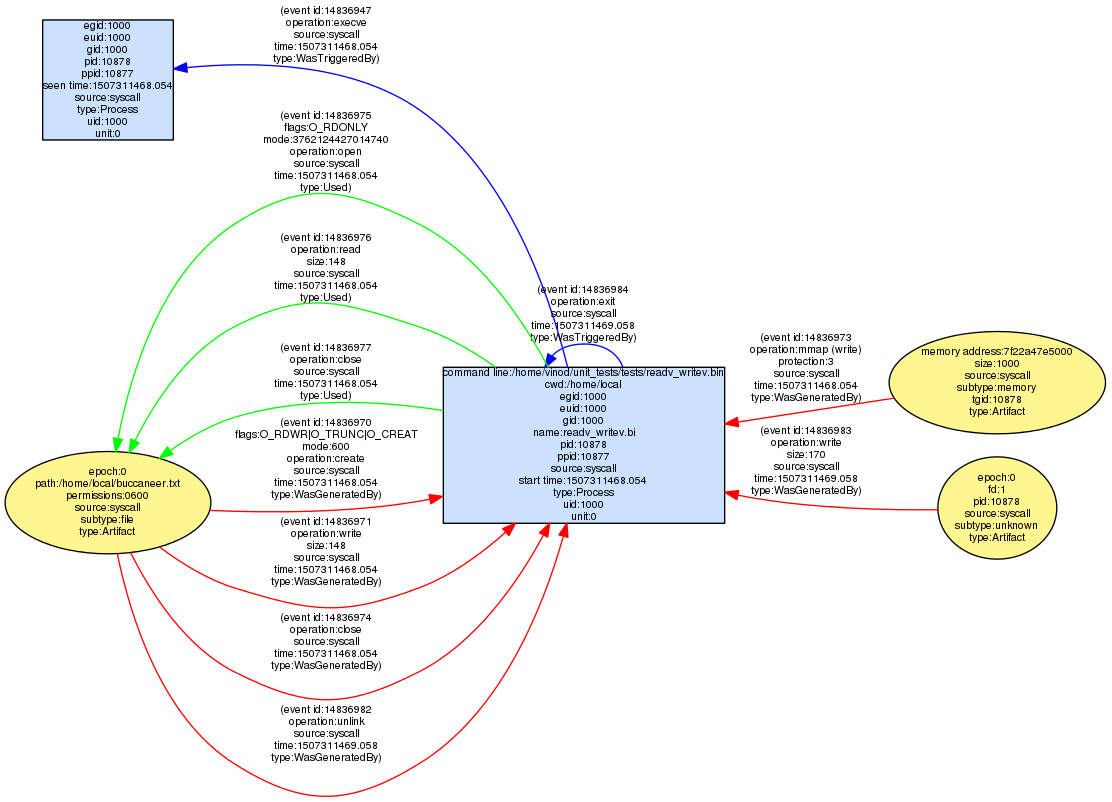 egid:1000
euid:1000
gid:1000
pid:10878
ppid:10877
seen time:1507311468.054
source:syscall
type:Process
uid:1000
unit:0
(event id:14836947
operation:execve
source:syscall
time:1507311468.054
type:WasTriggeredBy)
(event id:14836975
flags:O_RDONLY
mode:3762124427014740
operation:open
source:syscall
time:1507311468.054
type:Used)
(event id:14836976
operation:read
size:148
source:syscall
time:1507311468.054
type:Used)
(event id:14836984
operation:exit
source:syscall
time:1507311469.058
type:WasTriggeredBy)
(event id:14836977
operation:close
source:syscall
time:1507311468.054
type:Used)
(event id:14836970
flags:O_RDWR|O_TRUNC|O_CREAT
mode:600
operation:create
source:syscall
time:1507311468.054
type:WasGeneratedBy)
command line:/home/vinod/unit_tests/tests/readv_writev.bin
cwd:/home/local
egid:1000
euid:1000
gid:1000
name:readv_writev.bi
pid:10878
ppid:10877
source:syscall
start time:1507311468.054
type:Process
uid:1000
unit:0
(event id:14836973
operation:mmap (write)
protection:3
source:syscall
time:1507311468.054
type:WasGeneratedBy)
memory address:7f22a47e5000
size:1000
source:syscall
subtype:memory
tgid:10878
type:Artifact
(event id:14836983
operation:write
size:170
source:syscall
time:1507311469.058
type:WasGeneratedBy)
epoch:0
fd:1
pid:10878
source:syscall
subtype:unknown
type:Artifact
epoch:0
path:/home/local/buccaneer.txt
permissions:0600
source:syscall
subtype:file
type:Artifact
(event id:14836971
operation:write
size:148
source:syscall
time:1507311468.054
type:WasGeneratedBy)
(event id:14836974
operation:close
source:syscall
time:1507311468.054
type:WasGeneratedBy)
(event id:14836982
operation:unlink
source:syscall
time:1507311469.058
type:WasGeneratedBy)